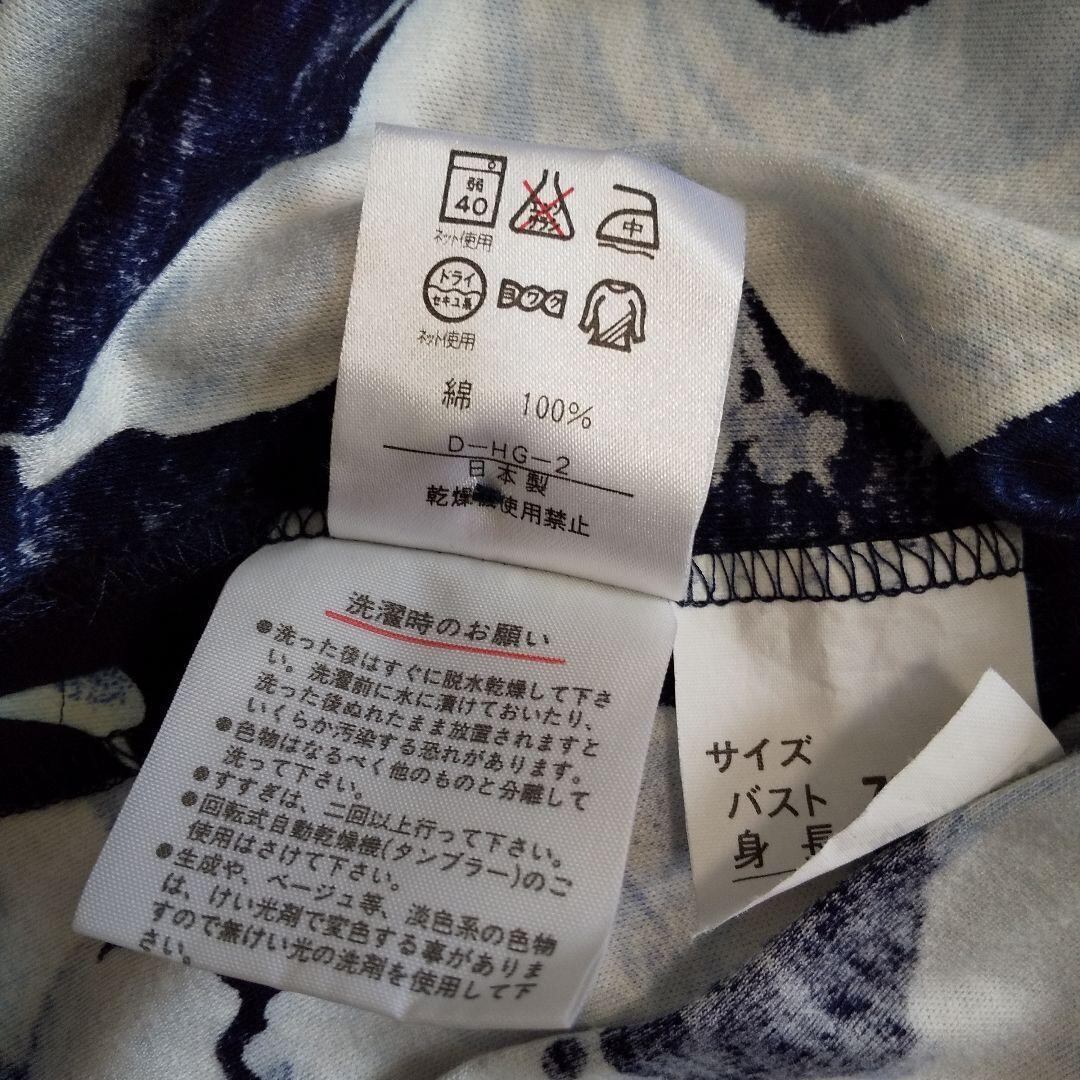 弱
40
ネット使用
エンソ
サラシ
中
ドライ
セキユ系
ネット使用
ヨワク
綿 100%
D-HG-2
日本製
乾燥機使用禁止
洗濯時のお願い
●洗った後はすぐに脱水乾燥して下さ
い。洗濯前に水に漬けておいたり、
洗った後ぬれたまま放置されますと
いくらか汚染する恐れがあります。
●色物はなるべく他のものと分離して
洗って下さい。
●すすぎは、二回以上行って下さい。
●回転式自動乾燥機(タンブラー)のご
使用はさけて下さい。
●生成や、ベージュ等、淡色系の色物
は、けい光剤で変色する事がありま
すので無けい光の洗剤を使用して下
さい。
サイズ
バスト 7
身長